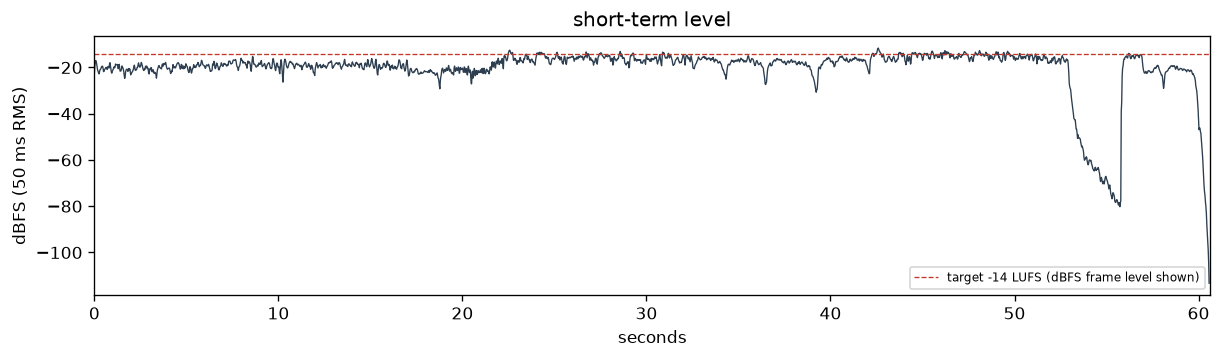 short-term level
dBFS (50 ms RMS)
−20
−40
−60
−80
−100
target -14 LUFS (dBFS frame level shown)
0 10 20 30 40 50 60
seconds